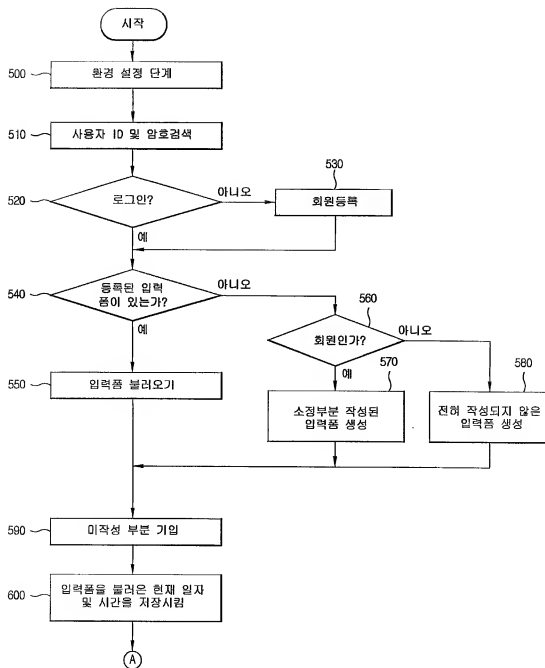 시작
500
환경 설정 단계
510
사용자 ID 및 암호검색
520
로그인?
아니오
530
회원등록
예
540
등록된 입력
폼이 있는가?
아니오
560
회원인가?
아니오
예
예
550
입력폼 불러오기
570
소정부분 작성된
입력폼 생성
580
전혀 작성되지 않은
입력폼 생성
590
미작성 부분 기입
600
입력폼을 불러온 현재 일자
및 시간을 저장시킴
A